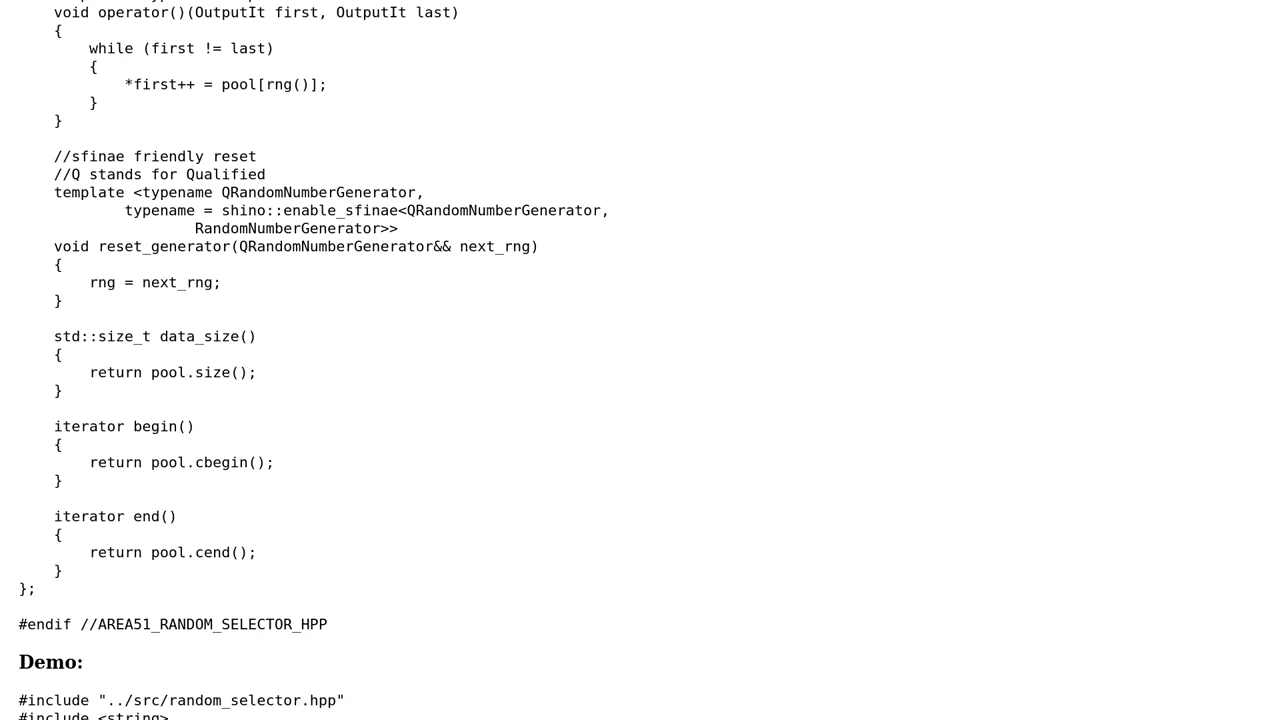 void operator()(OutputIt first, OutputIt last)
{
while (first != last)
{
*first++ = pool[rng()];
}
}
//sfinae friendly reset
//Q stands for Qualified
template <typename QRandomNumberGenerator,
typename = shino::enable_sfinae<QRandomNumberGenerator,
RandomNumberGenerator>>
void reset_generator(QRandomNumberGenerator&& next_rng)
{
rng = next_rng;
}
std::size_t data_size()
{
return pool.size();
}
iterator begin()
{
return pool.cbegin();
}
iterator end()
{
return pool.cend();
}
};
#endif //AREA51_RANDOM_SELECTOR_HPP
Demo:
#include "../src/random_selector.hpp"
#include <string>